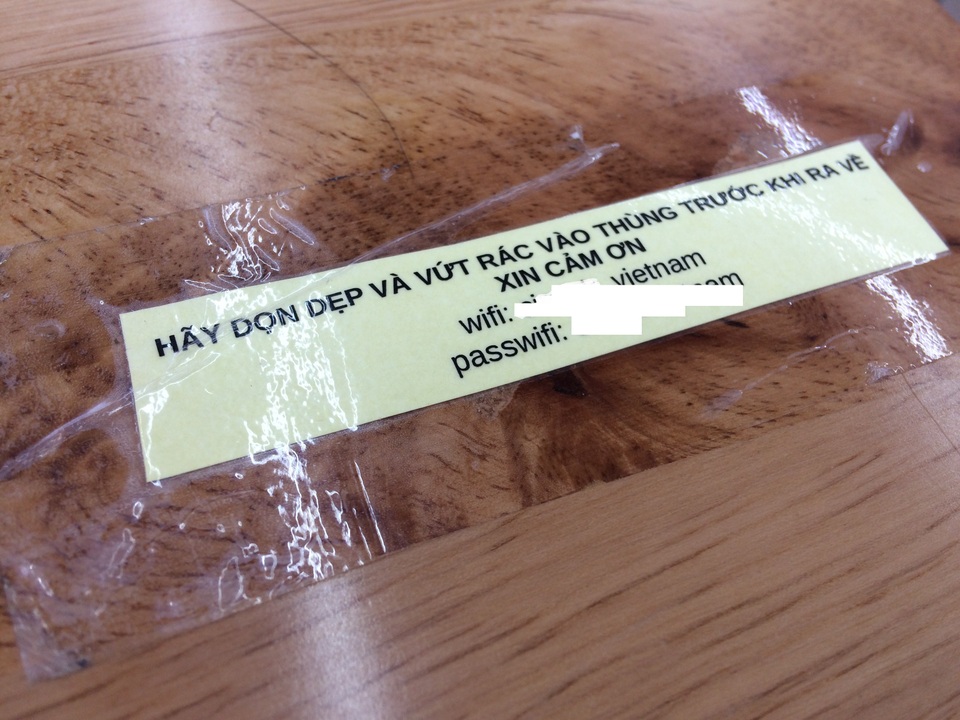 HÃY DỌN DẸP VÀ VỨT RÁC VÀO THÙNG TRƯỚC KHI RA VỀ
XIN CẢM ƠN
wifi: vietnam
passwifi: